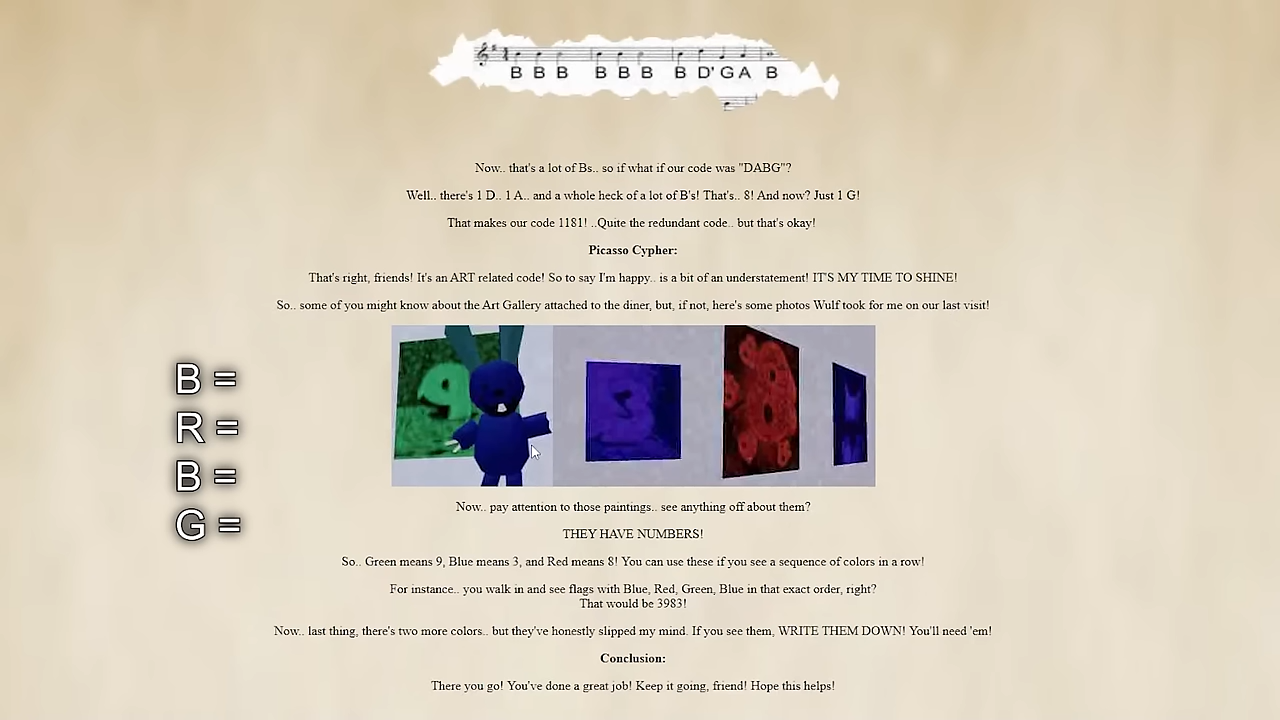 B B B B B B B D' G A B
Now.. that's a lot of Bs.. so if what if our code was "DABG"?
Well.. there's 1 D.. 1 A.. and a whole heck of a lot of B's! That's.. 8! And now? Just 1 G!
That makes our code 1181! ..Quite the redundant code.. but that's okay!
Picasso Cypher:
That's right, friends! It's an ART related code! So to say I'm happy.. is a bit of an understatement! IT'S MY TIME TO SHINE!
So.. some of you might know about the Art Gallery attached to the diner, but, if not, here's some photos Wulf took for me on our last visit!
9 3 8
B =
R =
B =
G =
Now.. pay attention to those paintings.. see anything off about them?
THEY HAVE NUMBERS!
So.. Green means 9, Blue means 3, and Red means 8! You can use these if you see a sequence of colors in a row!
For instance.. you walk in and see flags with Blue, Red, Green, Blue in that exact order, right?
That would be 3983!
Now.. last thing, there's two more colors.. but they've honestly slipped my mind. If you see them, WRITE THEM DOWN! You'll need 'em!
Conclusion:
There you go! You've done a great job! Keep it going, friend! Hope this helps!